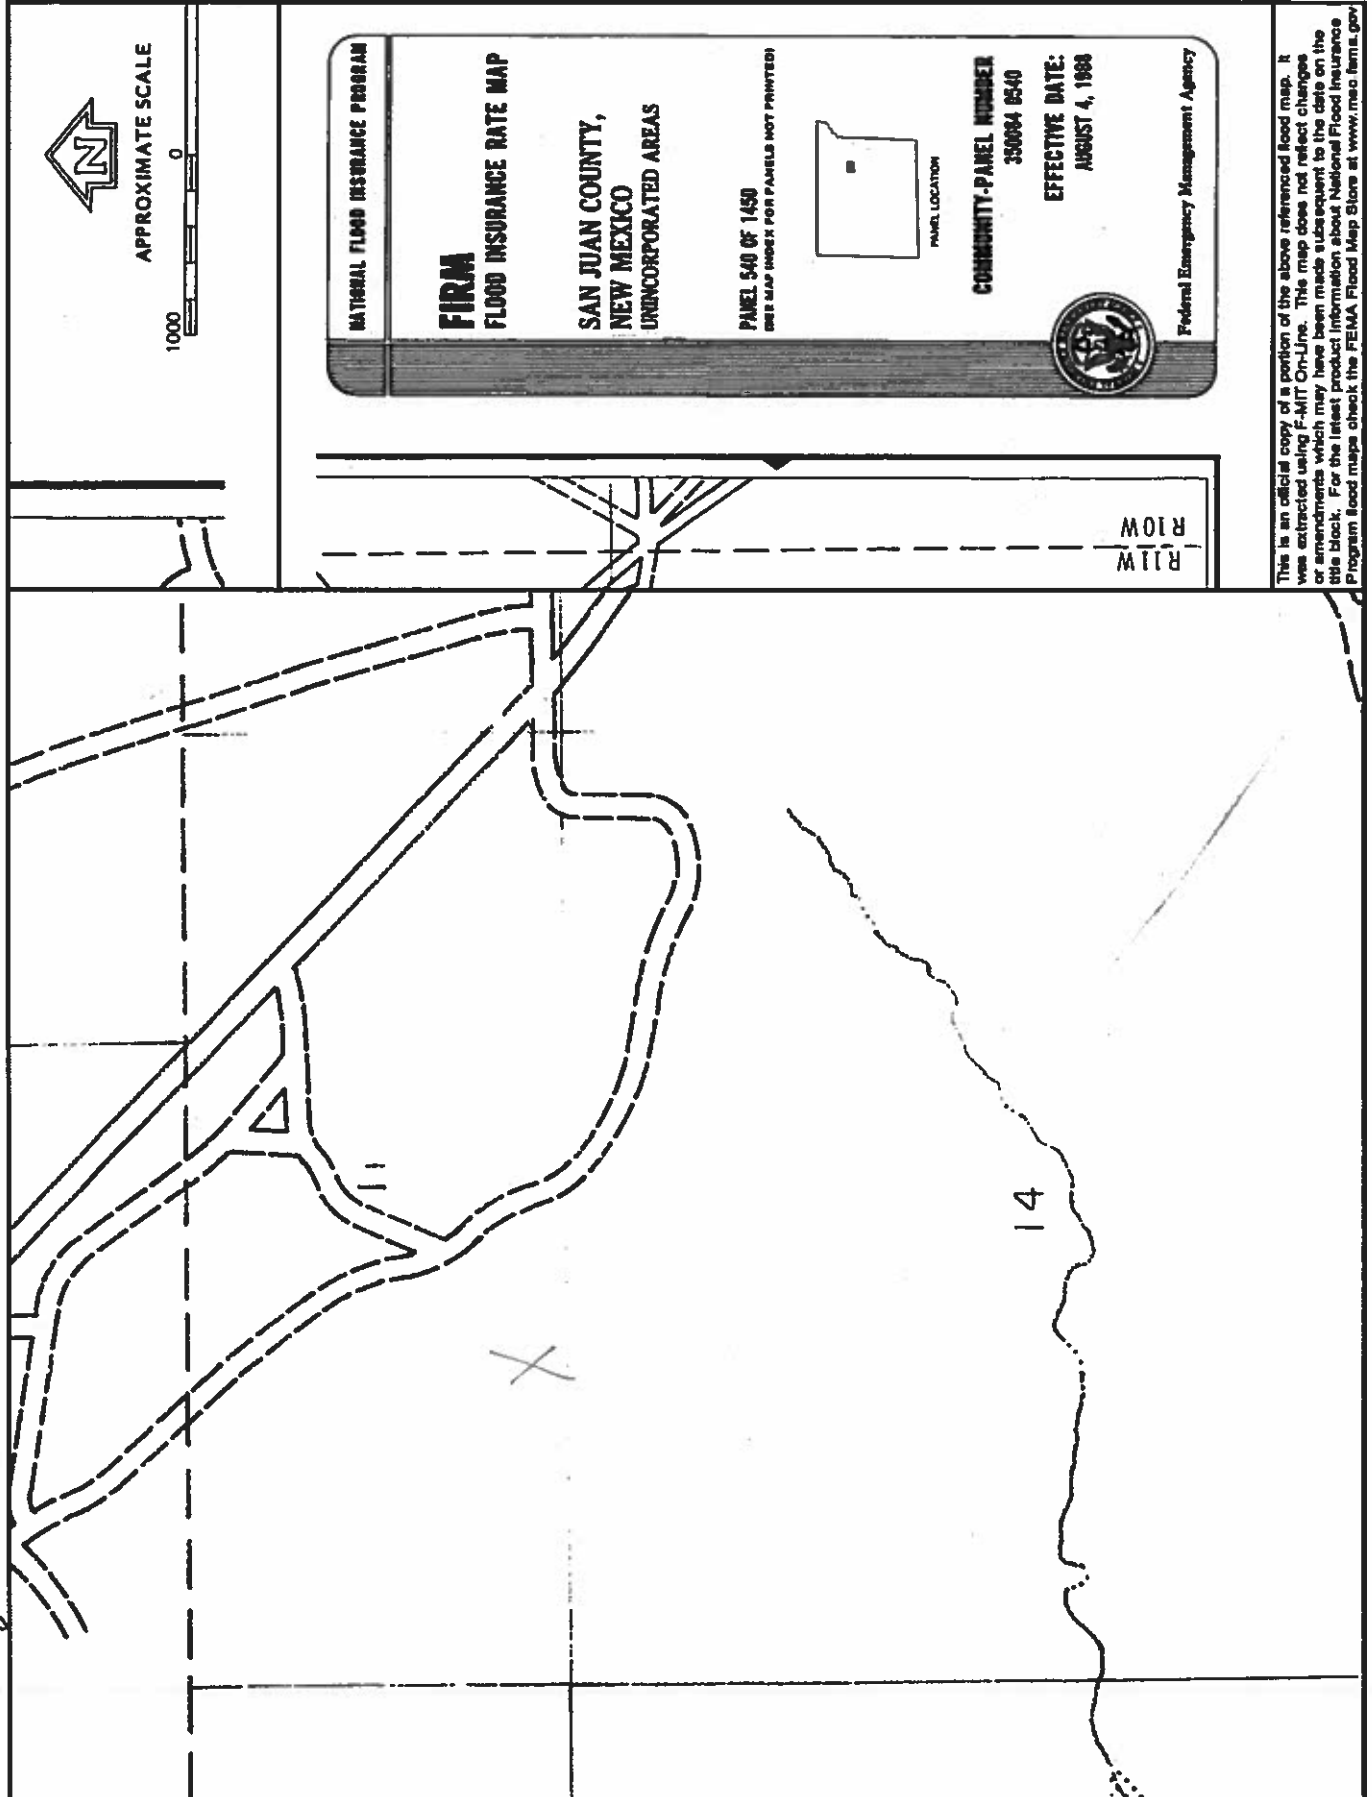 APPROXIMATE SCALE
1000 0
N
NATIONAL FLOOD INSURANCE PROGRAM
FIRM
FLOOD INSURANCE RATE MAP
SAN JUAN COUNTY,
NEW MEXICO
UNINCORPORATED AREAS
PANEL 540 OF 1450
(SEE MAP INDEX FOR PANELS NOT PRINTED)
PANEL LOCATION
COMMUNITY-PANEL NUMBER
350064 0540
EFFECTIVE DATE:
AUGUST 4, 1988
Federal Emergency Management Agency
This is an official copy of a portion of the above referenced flood map. It
was extracted using F-MIT On-Line. This map does not reflect changes
or amendments which may have been made subsequent to the date on the
title block. For the latest product information about National Flood Insurance
Program flood maps check the FEMA Flood Map Store at www.msc.fema.gov
R11W
R10W
11
14